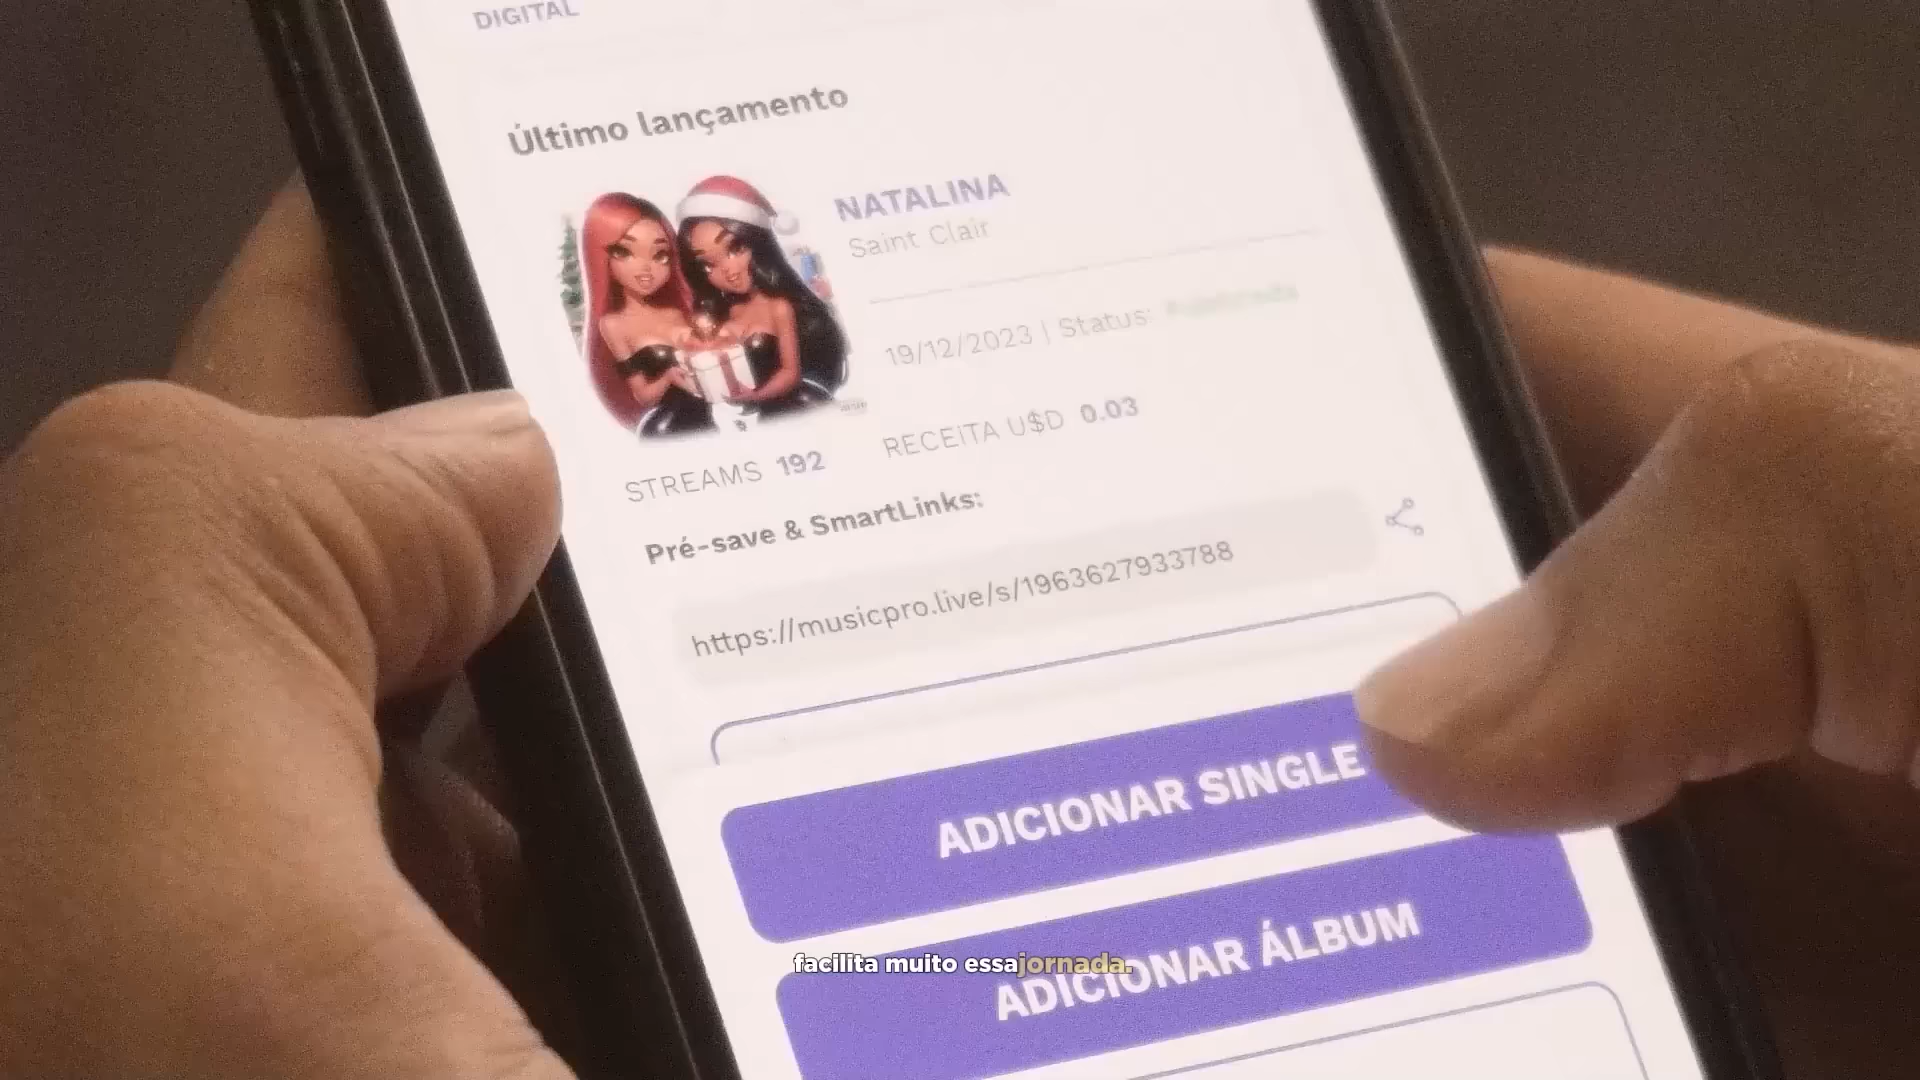 DIGITAL
Último lançamento
NATALINA
Saint Clair
19/12/2023 | Status:
STREAMS 192
RECEITA U$D 0.03
Pré-save & SmartLinks:
https://musicpro.live/s/1963627933788
ADICIONAR SINGLE
ADICIONAR ÁLBUM
facilita muito essa jornada.